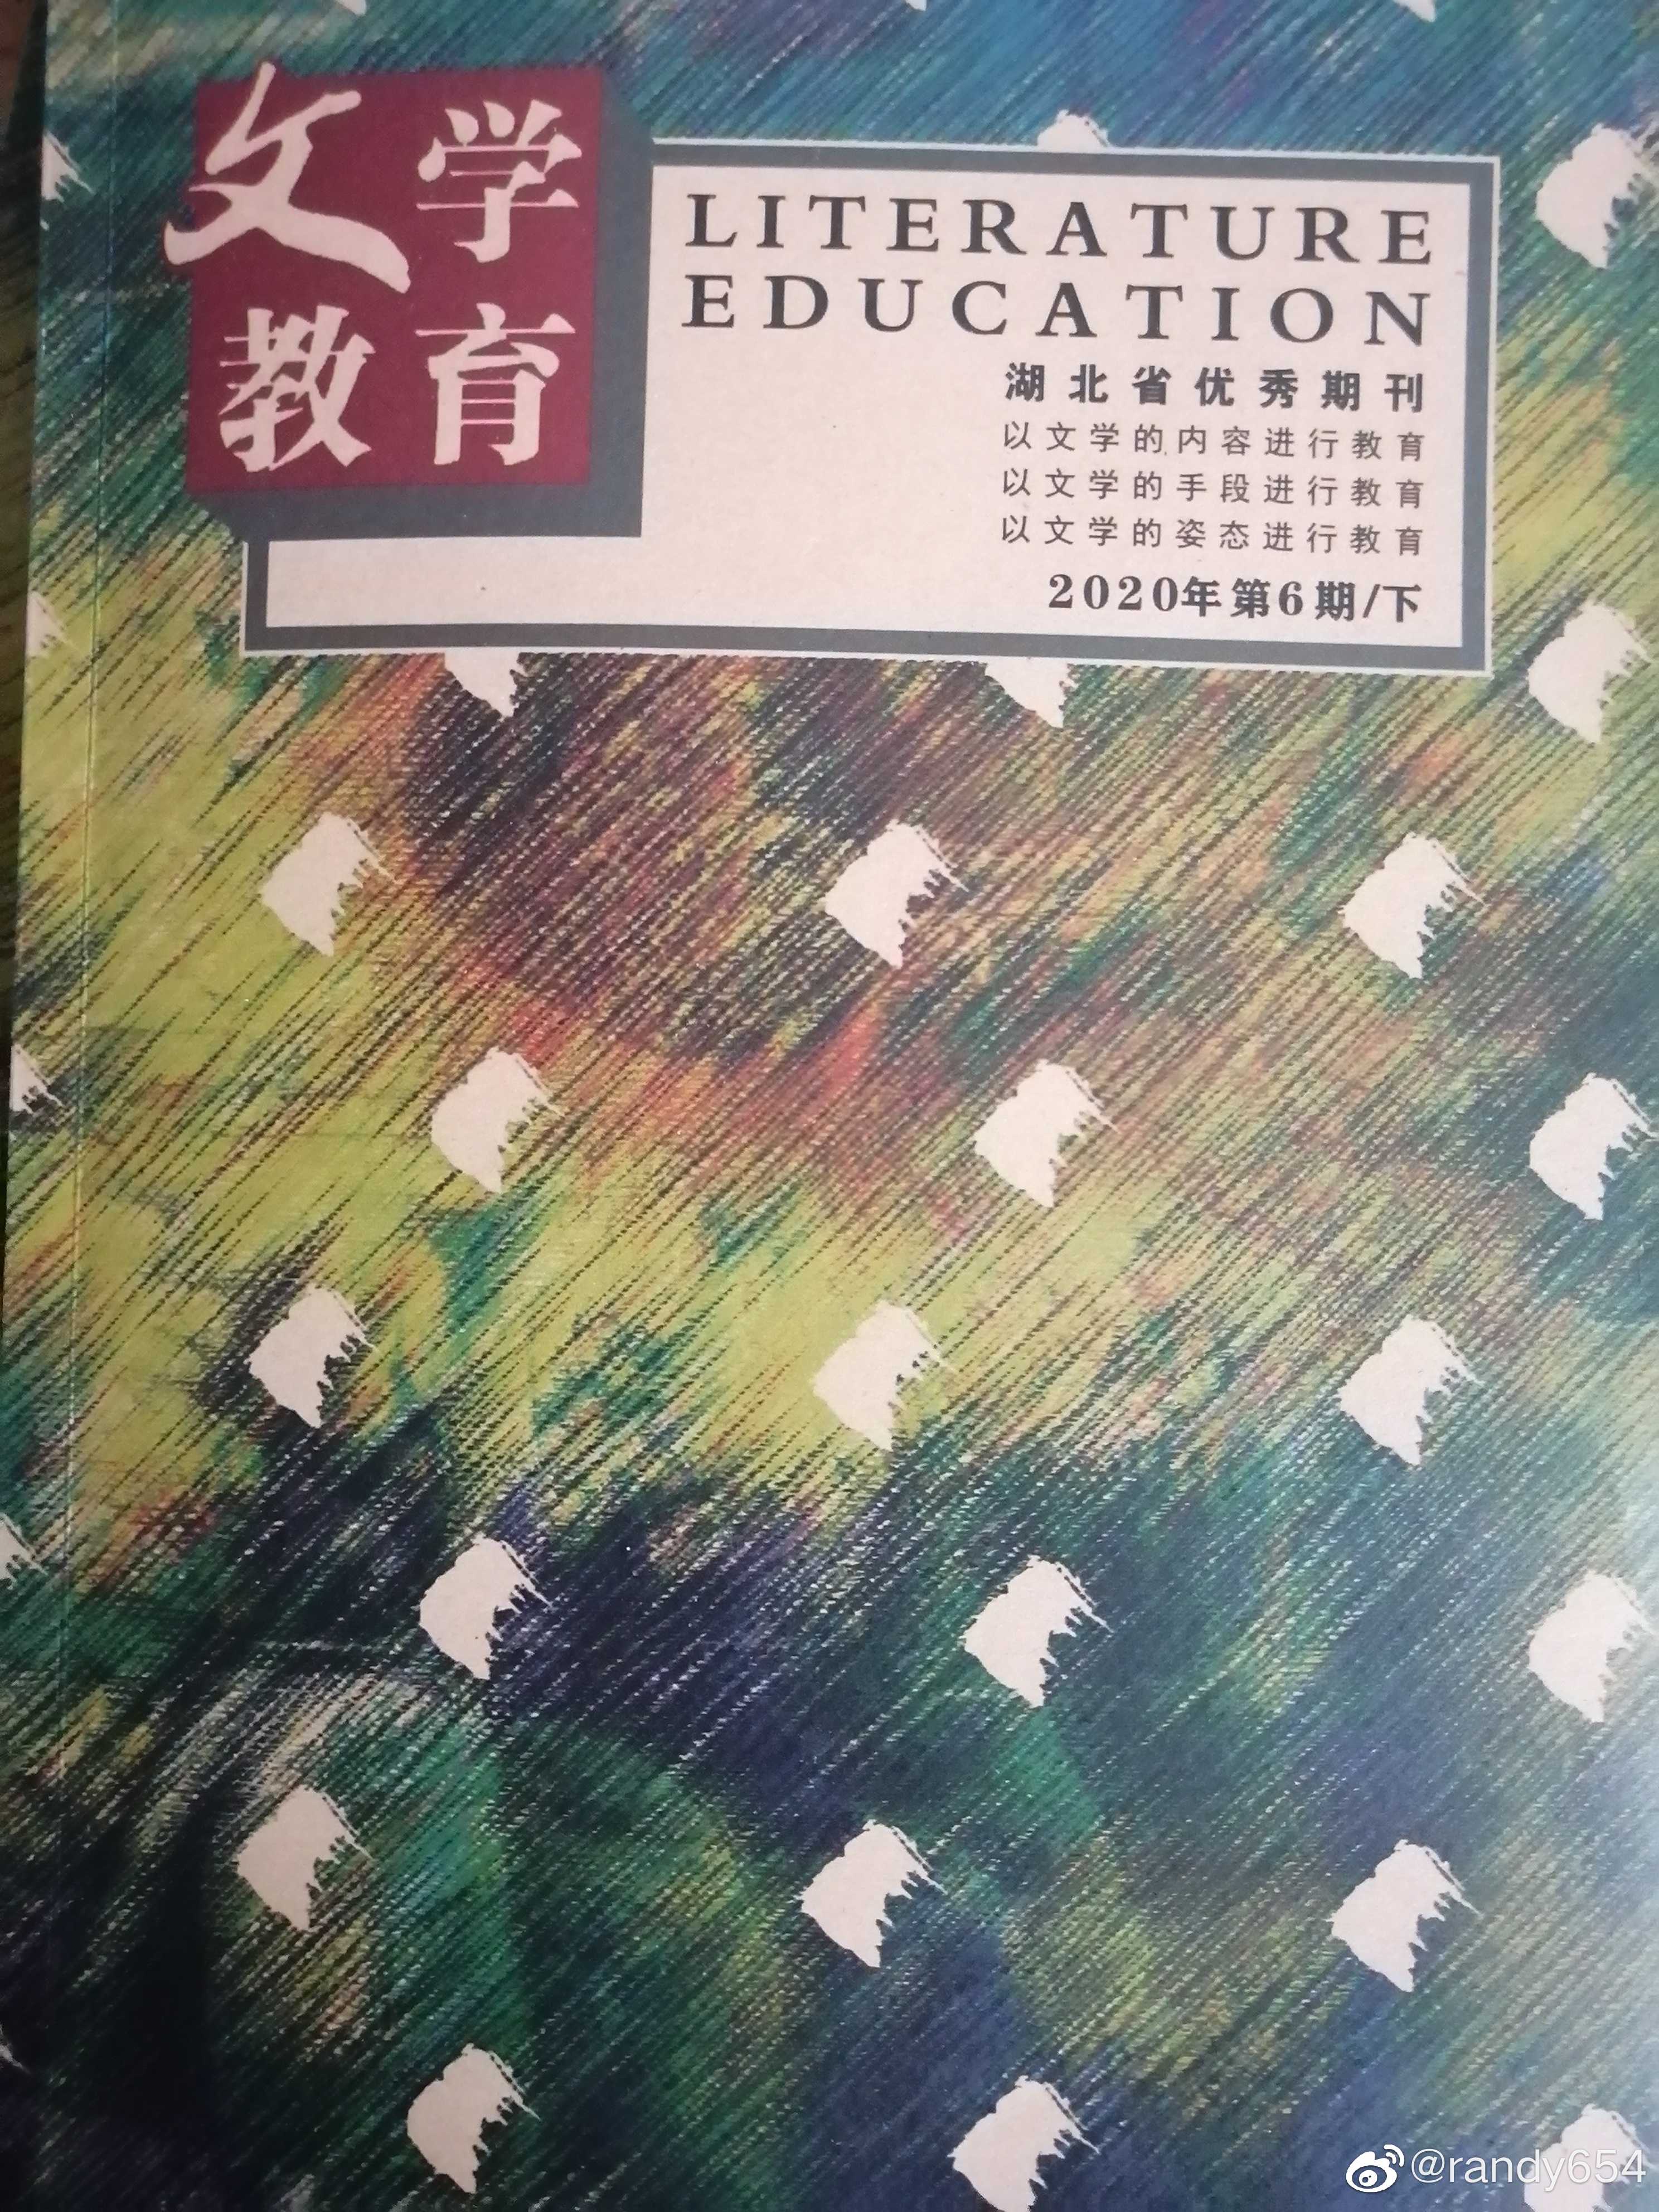 文学
教育
LITERATURE
EDUCATION
湖北省优秀期刊
以文学的内容进行教育
以文学的手段进行教育
以文学的姿态进行教育
2020年第6期/下
@randy654